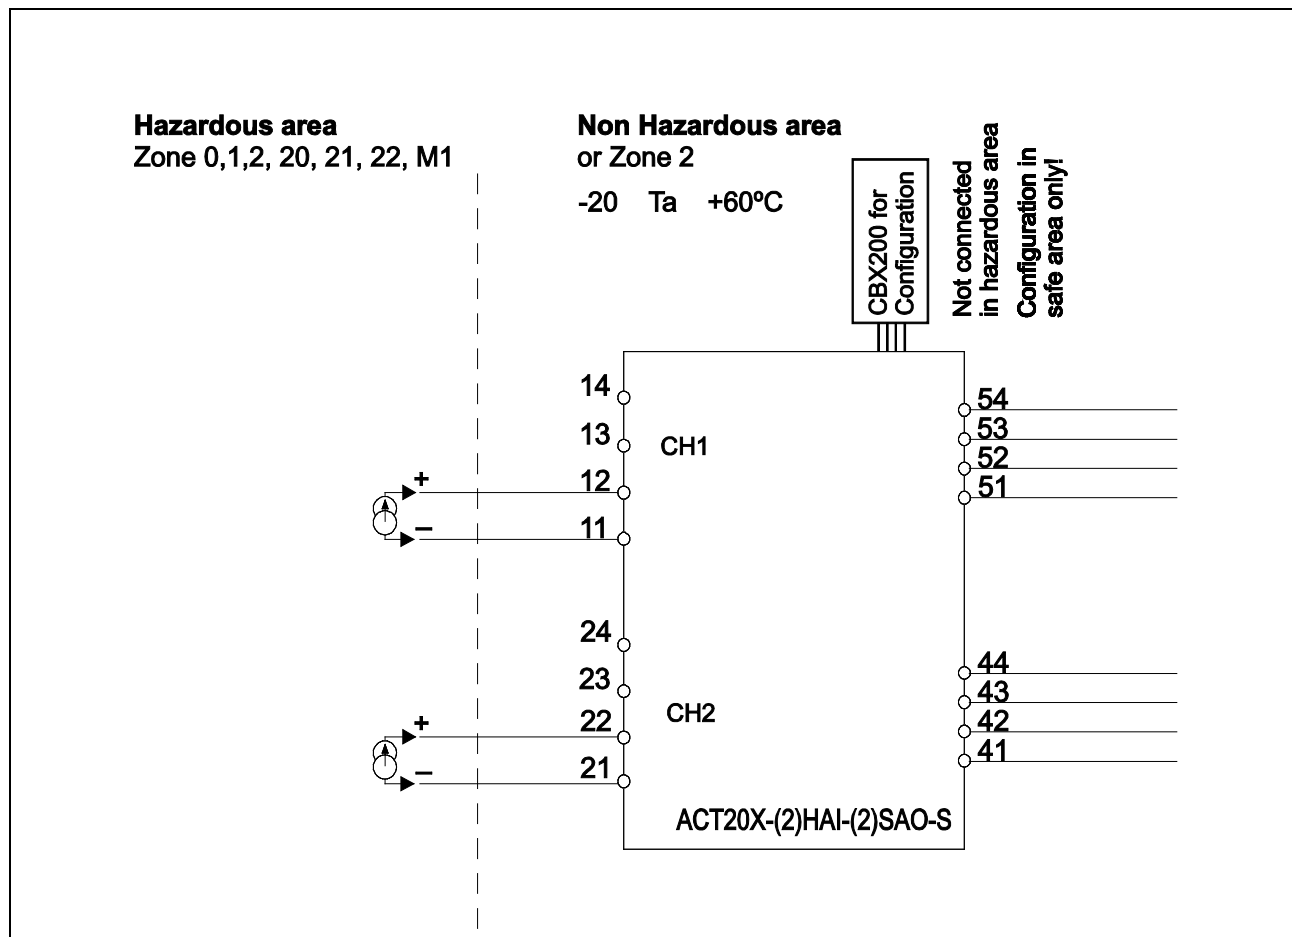 Hazardous area
Zone 0,1,2, 20, 21, 22, M1
Non Hazardous area
or Zone 2
-20 Ta +60ºC
CBX200 for
Configuration
Not connected
in hazardous area
Configuration in
safe area only!
14
13
CH1
12
+
11
–
54
53
52
51
24
23
CH2
22
+
21
–
44
43
42
41
ACT20X-(2)HAI-(2)SAO-S